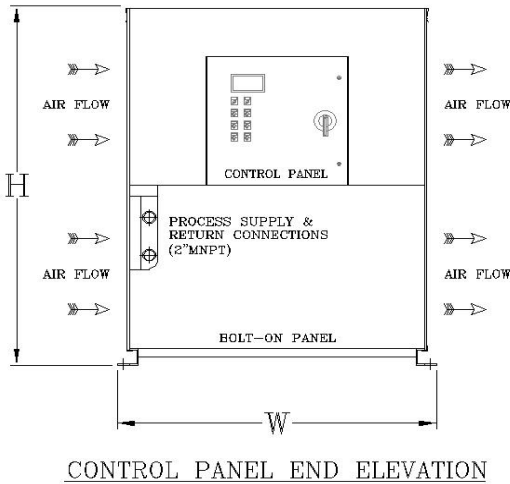 AIR FLOW
AIR FLOW
H
CONTROL PANEL
PROCESS SUPPLY &
RETURN CONNECTIONS
(2"MNPT)
AIR FLOW
AIR FLOW
BOLT-ON PANEL
W
CONTROL PANEL END ELEVATION